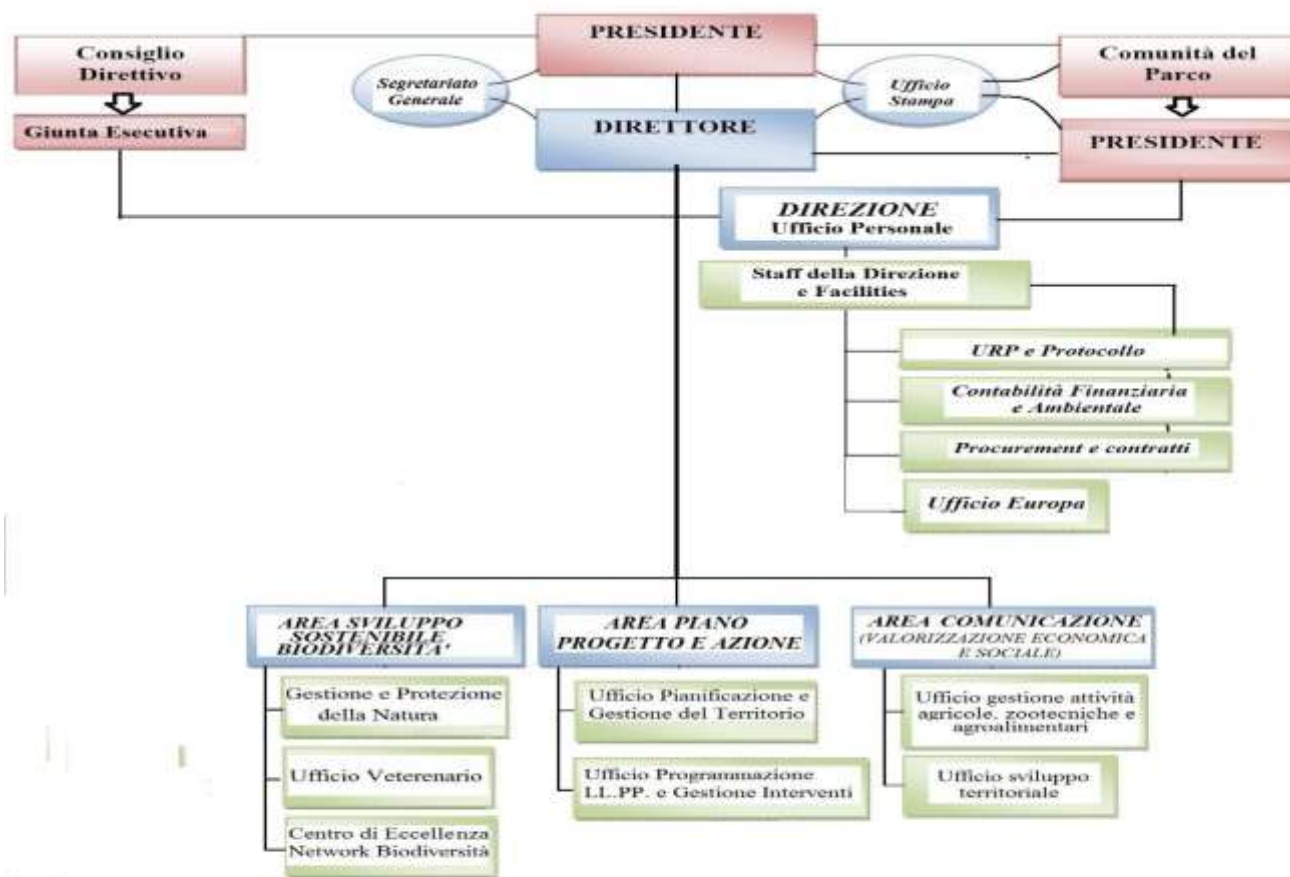 PRESIDENTE
Consiglio
Direttivo
Segretariato
Generale
Ufficio
Stampa
Comunità del
Parco
Giunta Esecutiva
DIRETTORE
PRESIDENTE
DIREZIONE
Ufficio Personale
Staff della Direzione
e Facilities
URP e Protocollo
Contabilità Finanziaria
e Ambientale
Procurement e contratti
Ufficio Europa
AREA SVILUPPO
SOSTENIBILE
BIODIVERSITA'
Gestione e Protezione
della Natura
Ufficio Veterenario
Centro di Eccellenza
Network Biodiversità
AREA PIANO
PROGETTO E AZIONE
Ufficio Pianificazione e
Gestione del Territorio
Ufficio Programmazione
LL.PP. e Gestione Interventi
AREA COMUNICAZIONE
(VALORIZZAZIONE ECONOMICA
E SOCIALE)
Ufficio gestione attività
agricole, zootecniche e
agroalimentari
Ufficio sviluppo
territoriale